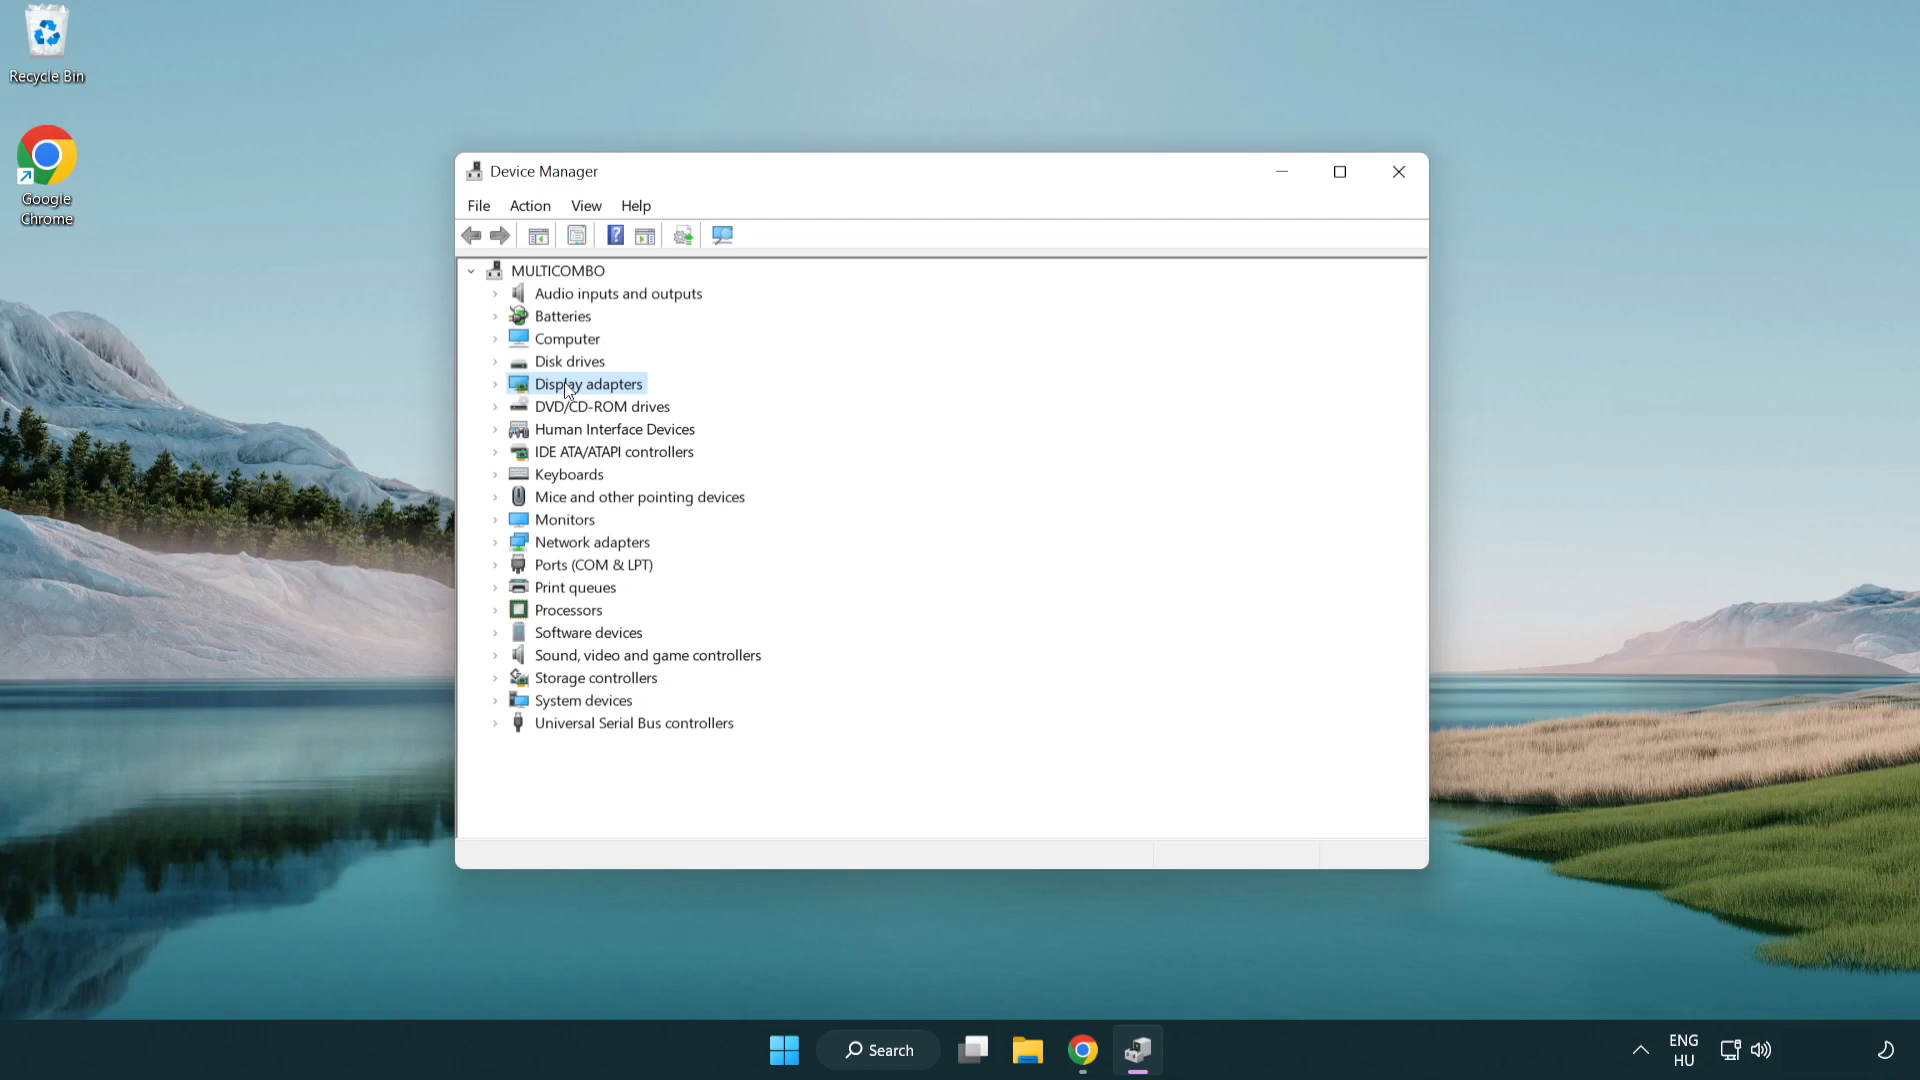 Recycle Bin
Google
Chrome
Device Manager
File Action View Help
MULTICOMBO
Audio inputs and outputs
Batteries
Computer
Disk drives
Display adapters
DVD/CD-ROM drives
Human Interface Devices
IDE ATA/ATAPI controllers
Keyboards
Mice and other pointing devices
Monitors
Network adapters
Ports (COM & LPT)
Print queues
Processors
Software devices
Sound, video and game controllers
Storage controllers
System devices
Universal Serial Bus controllers
Search
ENG
HU